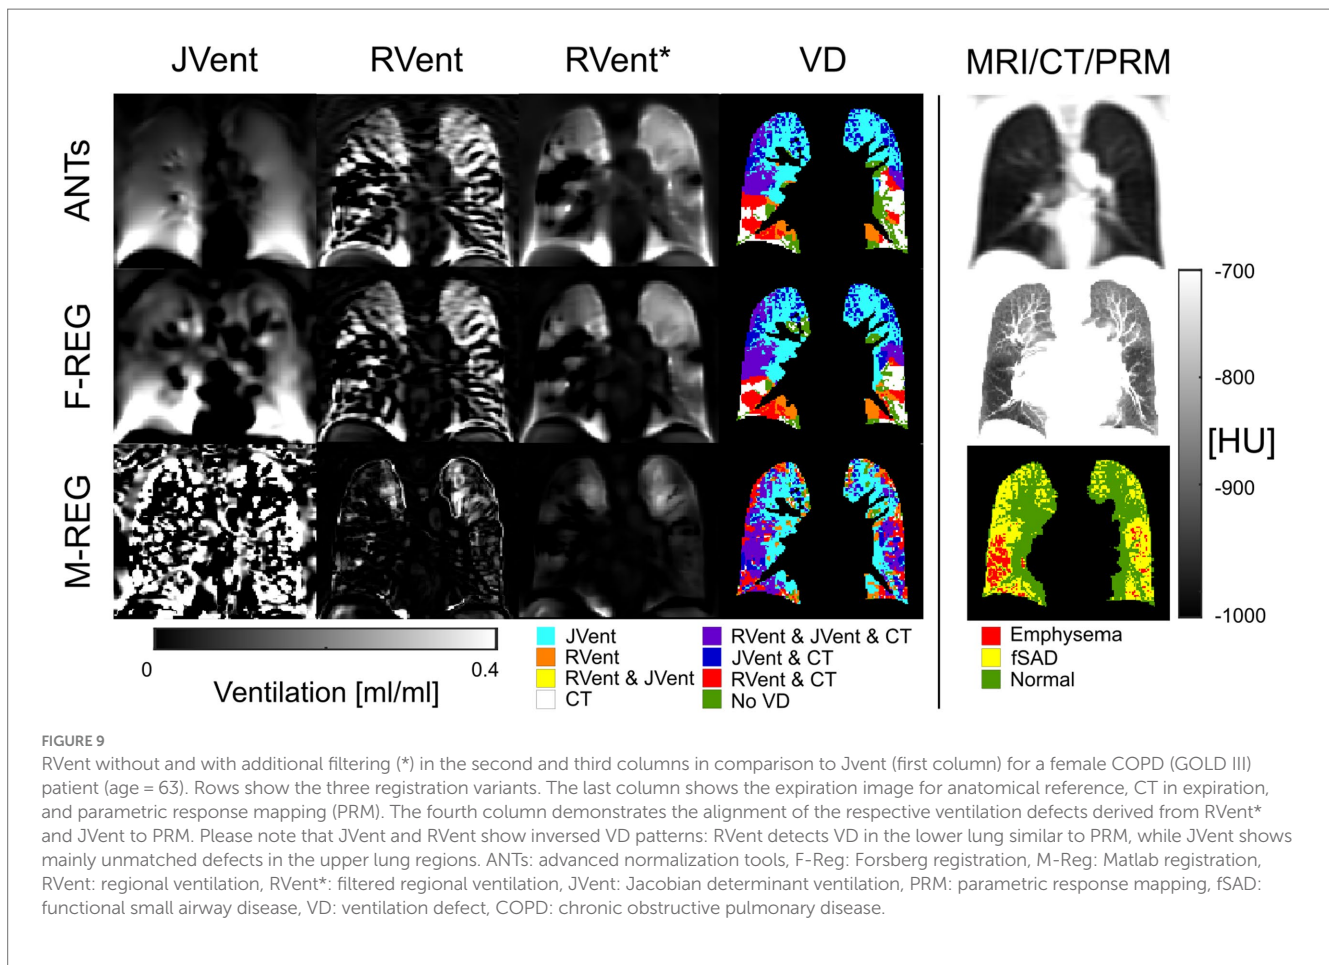 JVent RVent RVent* VD MRI/CT/PRM
ANTs
F-REG
M-REG
-700
-800
[HU]
-900
-1000
0 0.4
Ventilation [ml/ml]
JVent
RVent
RVent & JVent
CT
RVent & JVent & CT
JVent & CT
RVent & CT
No VD
Emphysema
fSAD
Normal
FIGURE 9
RVent without and with additional filtering (*) in the second and third columns in comparison to Jvent (first column) for a female COPD (GOLD III)
patient (age = 63). Rows show the three registration variants. The last column shows the expiration image for anatomical reference, CT in expiration,
and parametric response mapping (PRM). The fourth column demonstrates the alignment of the respective ventilation defects derived from RVent*
and JVent to PRM. Please note that JVent and RVent show inversed VD patterns: RVent detects VD in the lower lung similar to PRM, while JVent shows
mainly unmatched defects in the upper lung regions. ANTs: advanced normalization tools, F-Reg: Forsberg registration, M-Reg: Matlab registration,
RVent: regional ventilation, RVent*: filtered regional ventilation, JVent: Jacobian determinant ventilation, PRM: parametric response mapping, fSAD:
functional small airway disease, VD: ventilation defect, COPD: chronic obstructive pulmonary disease.